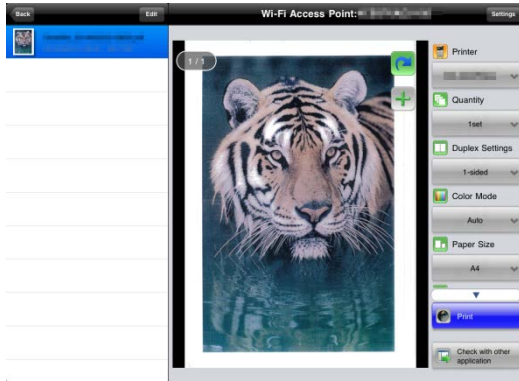 Back
Edit
Wi-Fi Access Point:
Settings
1 / 1
Printer
Quantity
1set
Duplex Settings
1-sided
Color Mode
Auto
Paper Size
A4
Print
Check with other
application